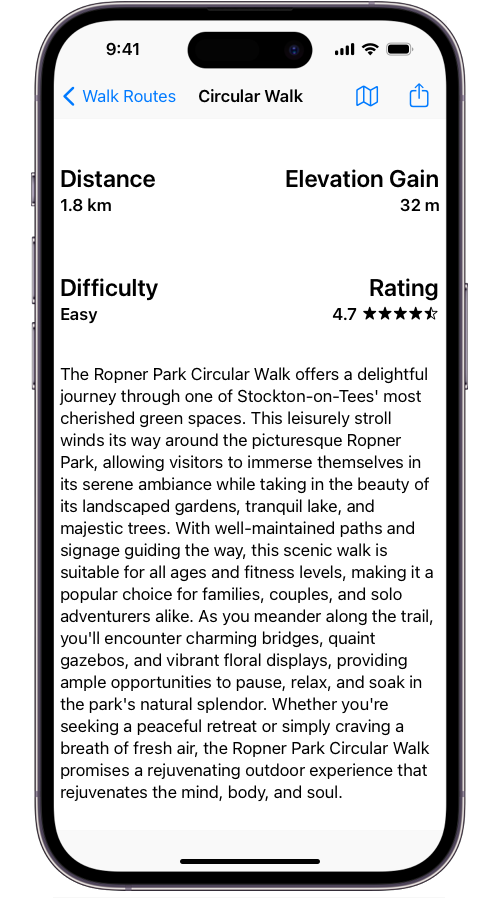 9:41
Walk Routes Circular Walk
Distance Elevation Gain
1.8 km 32 m
Difficulty Rating
Easy 4.7 ★★★★⯪
The Ropner Park Circular Walk offers a delightful
journey through one of Stockton-on-Tees' most
cherished green spaces. This leisurely stroll
winds its way around the picturesque Ropner
Park, allowing visitors to immerse themselves in
its serene ambiance while taking in the beauty of
its landscaped gardens, tranquil lake, and
majestic trees. With well-maintained paths and
signage guiding the way, this scenic walk is
suitable for all ages and fitness levels, making it a
popular choice for families, couples, and solo
adventurers alike. As you meander along the trail,
you'll encounter charming bridges, quaint
gazebos, and vibrant floral displays, providing
ample opportunities to pause, relax, and soak in
the park's natural splendor. Whether you're
seeking a peaceful retreat or simply craving a
breath of fresh air, the Ropner Park Circular Walk
promises a rejuvenating outdoor experience that
rejuvenates the mind, body, and soul.